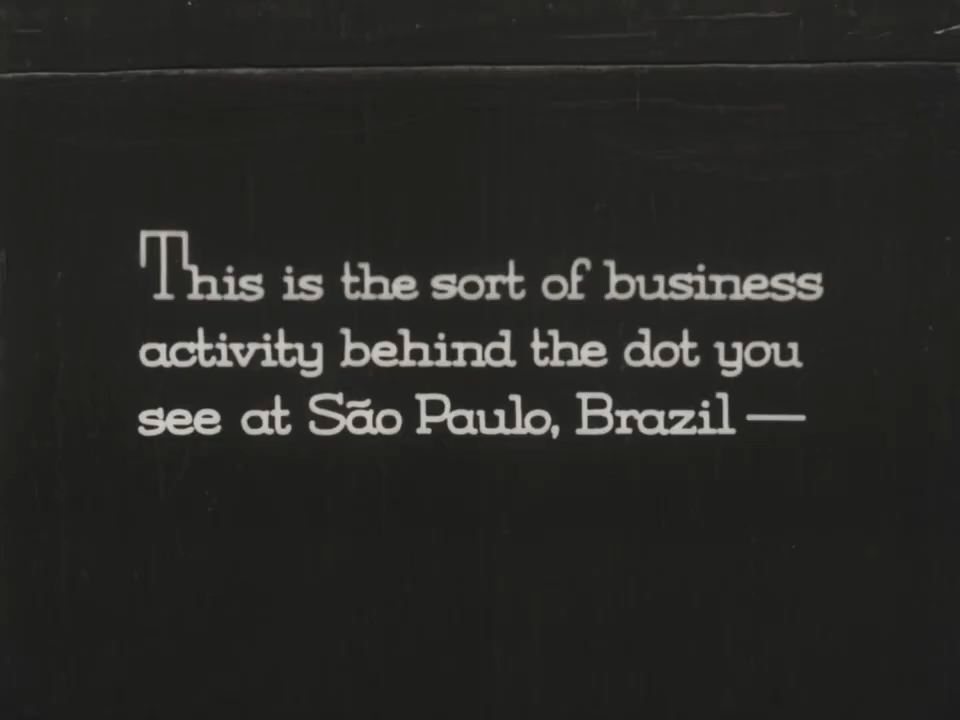 This is the sort of business
activity behind the dot you
see at São Paulo, Brazil —